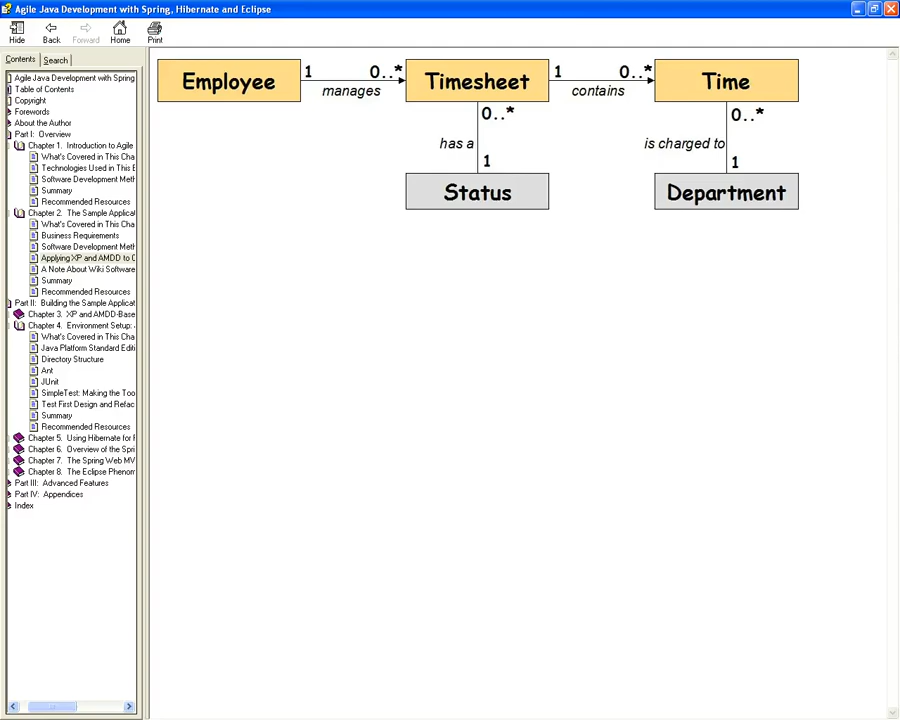 Agile Java Development with Spring, Hibernate and Eclipse
Hide Back Forward Home Print
Contents Search
Agile Java Development with Spring
Table of Contents
Copyright
Forewords
About the Author
Part I: Overview
Chapter 1. Introduction to Agile
What's Covered in This Cha
Technologies Used in This B
Software Development Meth
Summary
Recommended Resources
Chapter 2. The Sample Applicat
What's Covered in This Cha
Business Requirements
Software Development Meth
Applying XP and AMDD to O
A Note About Wiki Software
Summary
Recommended Resources
Part II: Building the Sample Applicat
Chapter 3. XP and AMDD-Base
Chapter 4. Environment Setup:
What's Covered in This Cha
Java Platform Standard Editi
Directory Structure
Ant
JUnit
SimpleTest: Making the Too
Test First Design and Refac
Summary
Recommended Resources
Chapter 5. Using Hibernate for
Chapter 6. Overview of the Spri
Chapter 7. The Spring Web MV
Chapter 8. The Eclipse Phenom
Part III: Advanced Features
Part IV: Appendices
Index
Employee 1 0..* Timesheet 1 0..* Time
manages contains
0..* 0..*
has a is charged to
1 1
Status Department